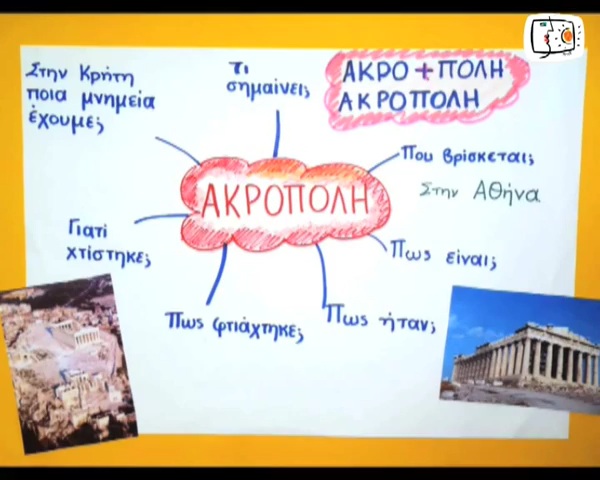 Στην Κρήτη
ποια μνημεία
έχουμε;
Τι
σημαίνει;
ΑΚΡΟ+ΠΟΛΗ
ΑΚΡΟΠΟΛΗ
Που βρίσκεται;
Στην Αθήνα
ΑΚΡΟΠΟΛΗ
Γιατί
χτίστηκε;
Πως είναι;
Πως φτιάχτηκε;
Πως ήταν;